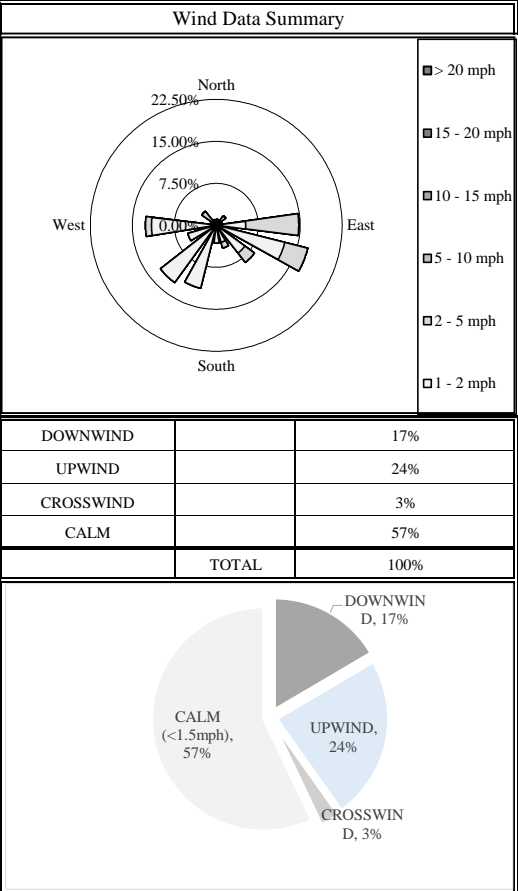 Wind Data Summary
North
22.50%
15.00%
7.50%
0.00%
West
East
South
> 20 mph
15 - 20 mph
10 - 15 mph
5 - 10 mph
2 - 5 mph
1 - 2 mph
DOWNWIND 17%
UPWIND 24%
CROSSWIND 3%
CALM 57%
TOTAL 100%
DOWNWIN
D, 17%
UPWIND,
24%
CROSSWIN
D, 3%
CALM
(<1.5mph),
57%